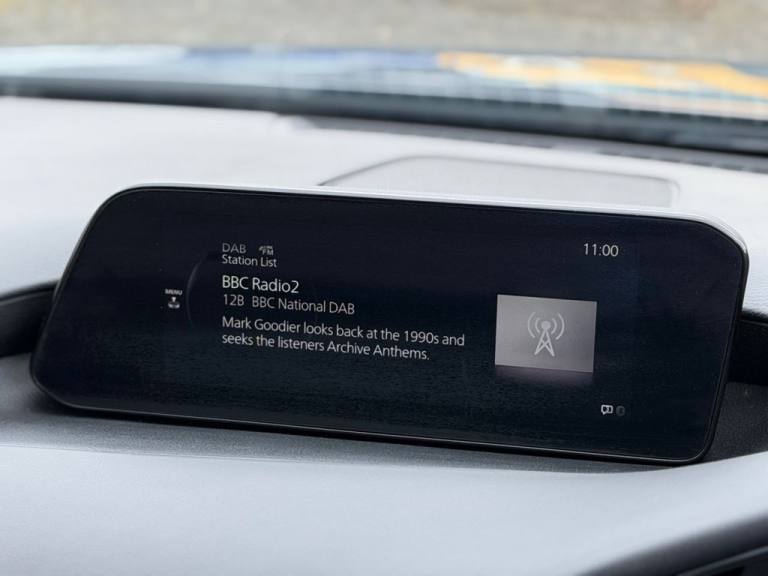 DAB FM
11:00
Station List
BBC Radio2
MENU
12B BBC National DAB
Mark Goodier looks back at the 1990s and
seeks the listeners Archive Anthems.